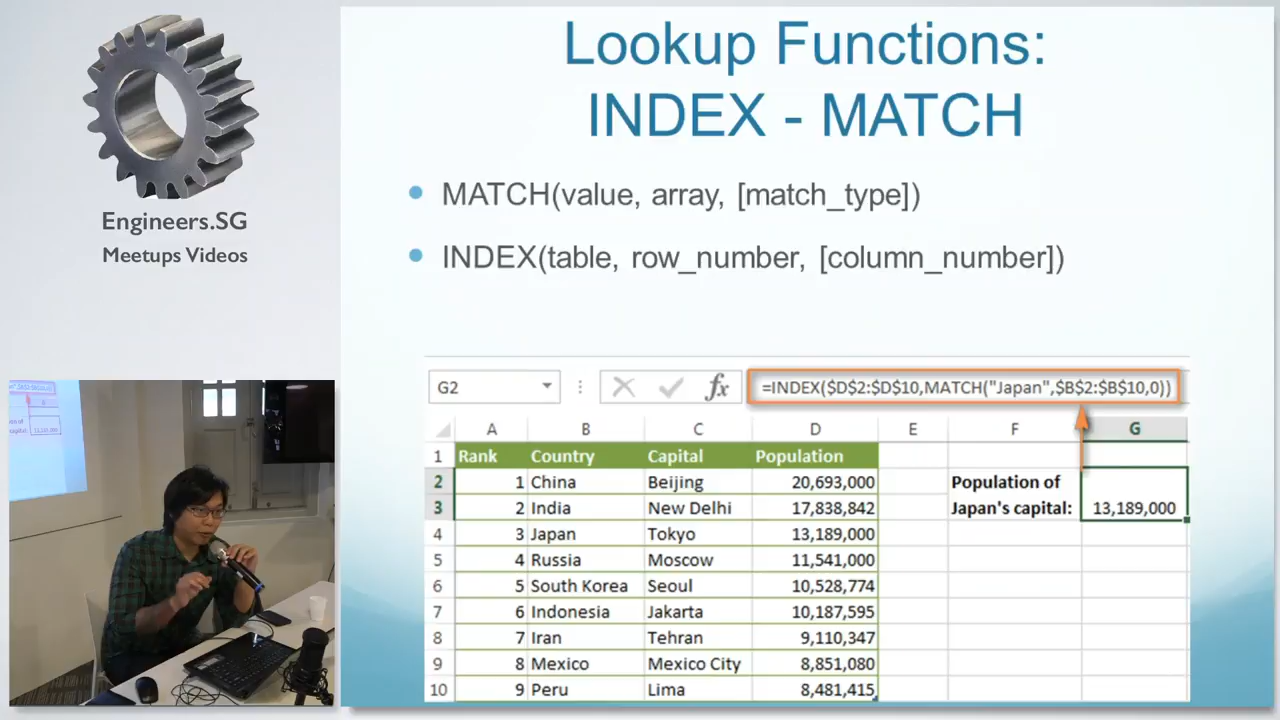 Engineers.SG
Meetups Videos
Lookup Functions:
INDEX - MATCH
MATCH(value, array, [match_type])
INDEX(table, row_number, [column_number])
G2 fx =INDEX($D$2:$D$10,MATCH("Japan",$B$2:$B$10,0))
A B C D E F G
1 Rank Country Capital Population
2 1 China Beijing 20,693,000 Population of
3 2 India New Delhi 17,838,842 Japan's capital: 13,189,000
4 3 Japan Tokyo 13,189,000
5 4 Russia Moscow 11,541,000
6 5 South Korea Seoul 10,528,774
7 6 Indonesia Jakarta 10,187,595
8 7 Iran Tehran 9,110,347
9 8 Mexico Mexico City 8,851,080
10 9 Peru Lima 8,481,415